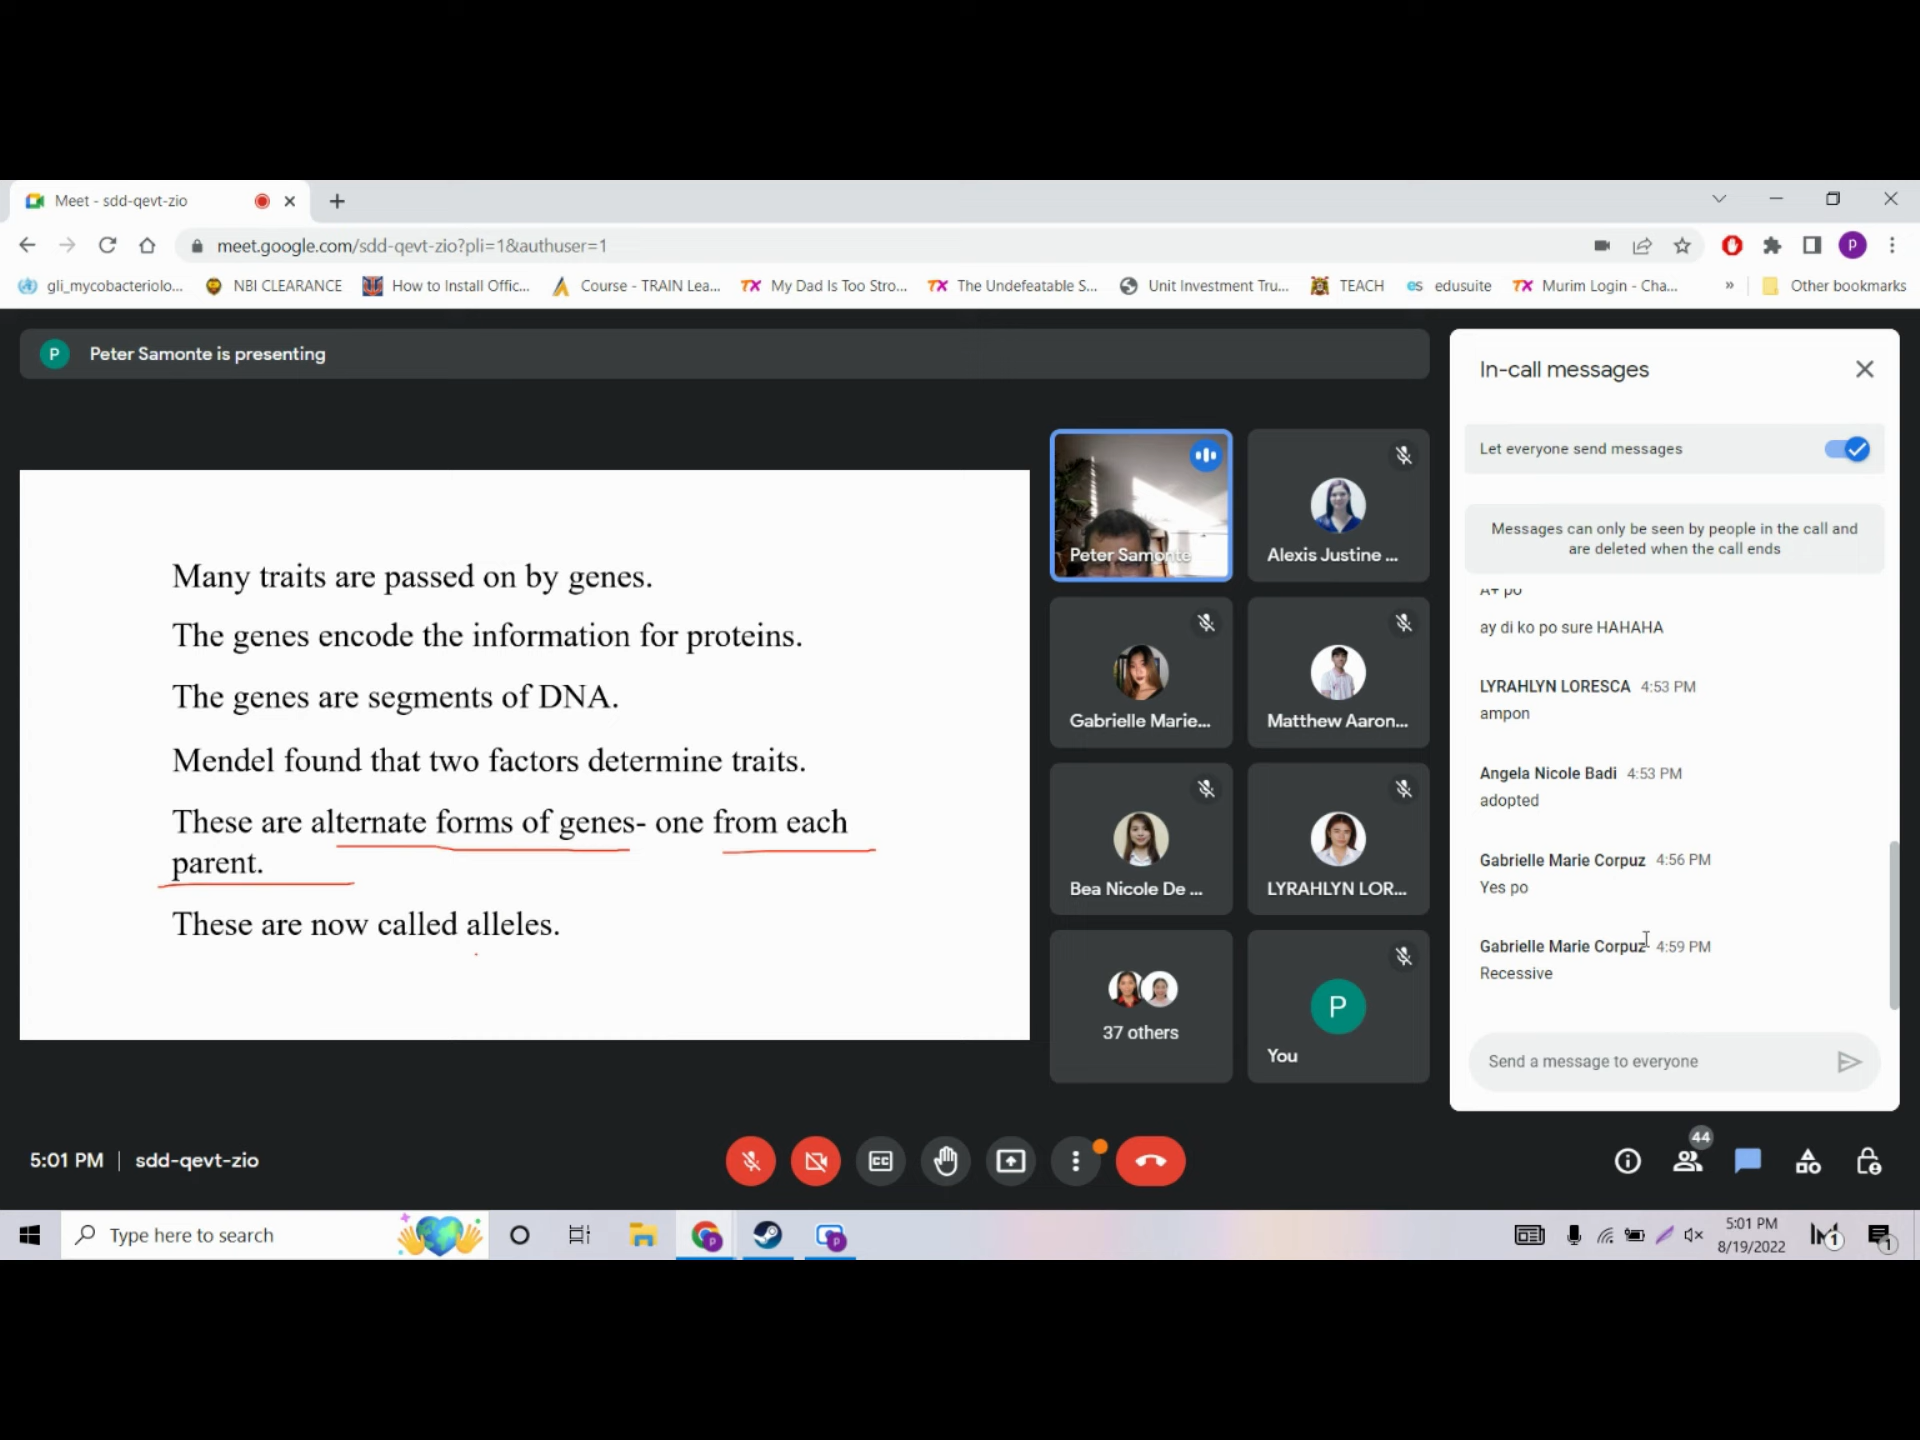 Meet - sdd-qevt-zio
meet.google.com/sdd-qevt-zio?pli=1&authuser=1
P
gli_mycobacteriolo...
NBI CLEARANCE
How to Install Offic...
Course - TRAIN Lea...
TX My Dad Is Too Stro...
TX The Undefeatable S...
Unit Investment Tru...
TEACH
es edusuite
TX Murim Login - Cha...
»
Other bookmarks
P Peter Samonte is presenting
Many traits are passed on by genes.
The genes encode the information for proteins.
The genes are segments of DNA.
Mendel found that two factors determine traits.
These are alternate forms of genes- one from each
parent.
These are now called alleles.
Peter Samonte
Alexis Justine ...
Gabrielle Marie...
Matthew Aaron...
Bea Nicole De ...
LYRAHLYN LOR...
37 others
P
You
In-call messages
Let everyone send messages
Messages can only be seen by people in the call and
are deleted when the call ends
A+ po
ay di ko po sure HAHAHA
LYRAHLYN LORESCA 4:53 PM
ampon
Angela Nicole Badi 4:53 PM
adopted
Gabrielle Marie Corpuz 4:56 PM
Yes po
Gabrielle Marie Corpuz 4:59 PM
Recessive
Send a message to everyone
5:01 PM | sdd-qevt-zio
CC
44
Type here to search
5:01 PM
8/19/2022
1
1